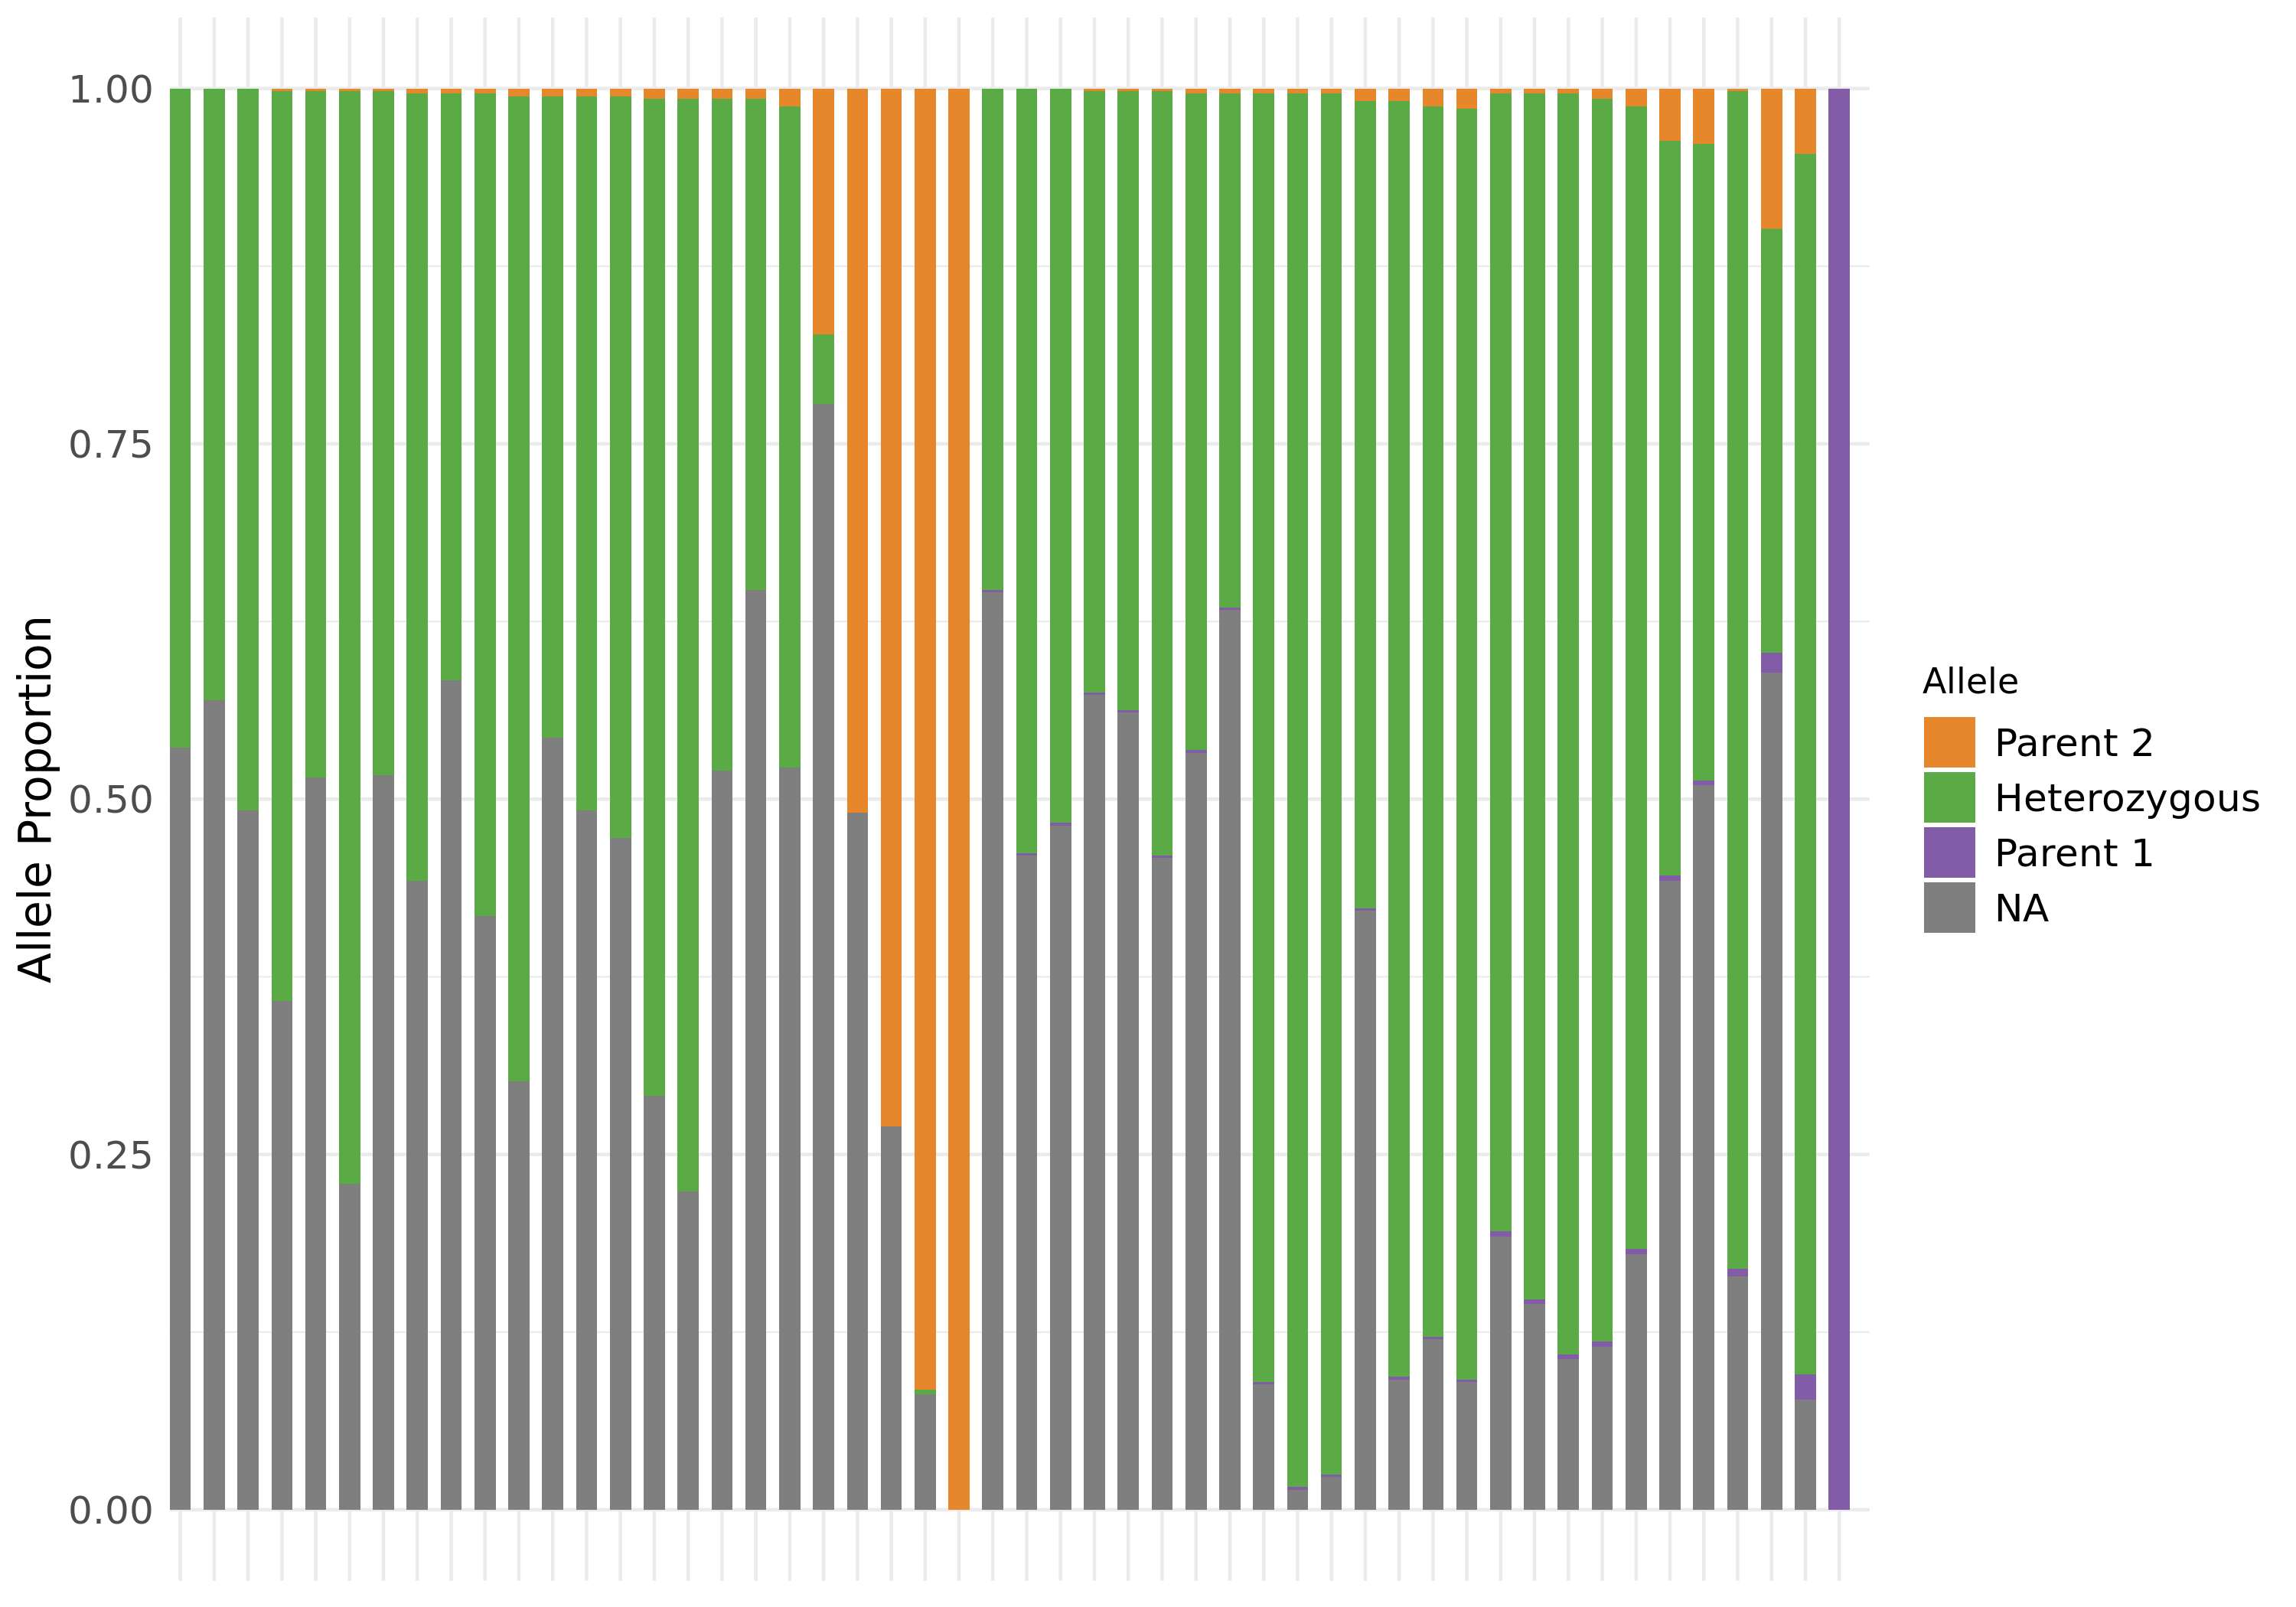 1.00
0.75
0.50
0.25
0.00
Allele Proportion
Allele
Parent 2
Heterozygous
Parent 1
NA